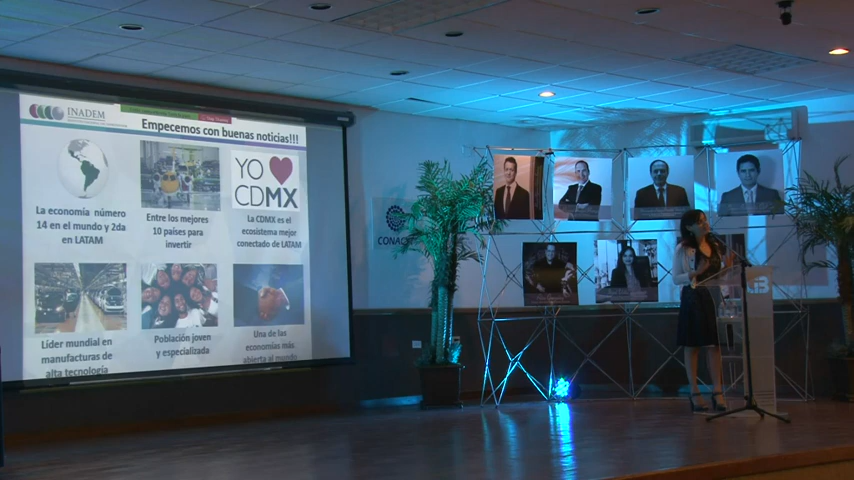 INADEM
Empecemos con buenas noticias!!!
YO
CDMX
La economía número
14 en el mundo y 2da
en LATAM
Entre los mejores
10 países para
invertir
La CDMX es el
ecosistema mejor
conectado de LATAM
Líder mundial en
manufacturas de
alta tecnología
Población joven
y especializada
Una de las
economías más
abierta al mundo